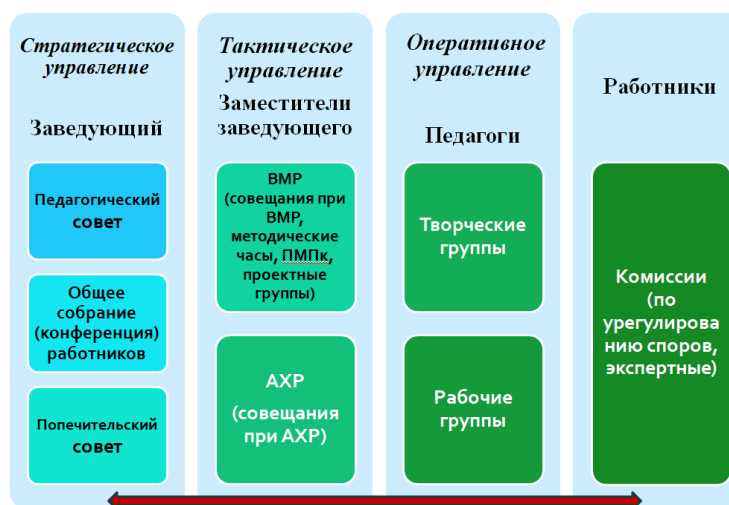 Стратегическое
управление
Заведующий
Педагогический
совет
Общее
собрание
(конференция)
работников
Попечительский
совет
Тактическое
управление
Заместители
заведующего
ВМР
(совещания при
ВМР,
методические
часы, ПМПк,
проектные
группы)
АХР
(совещания
при АХР)
Оперативное
управление
Педагоги
Творческие
группы
Рабочие
группы
Работники
Комиссии
(по
урегулирова
нию споров,
экспертные)